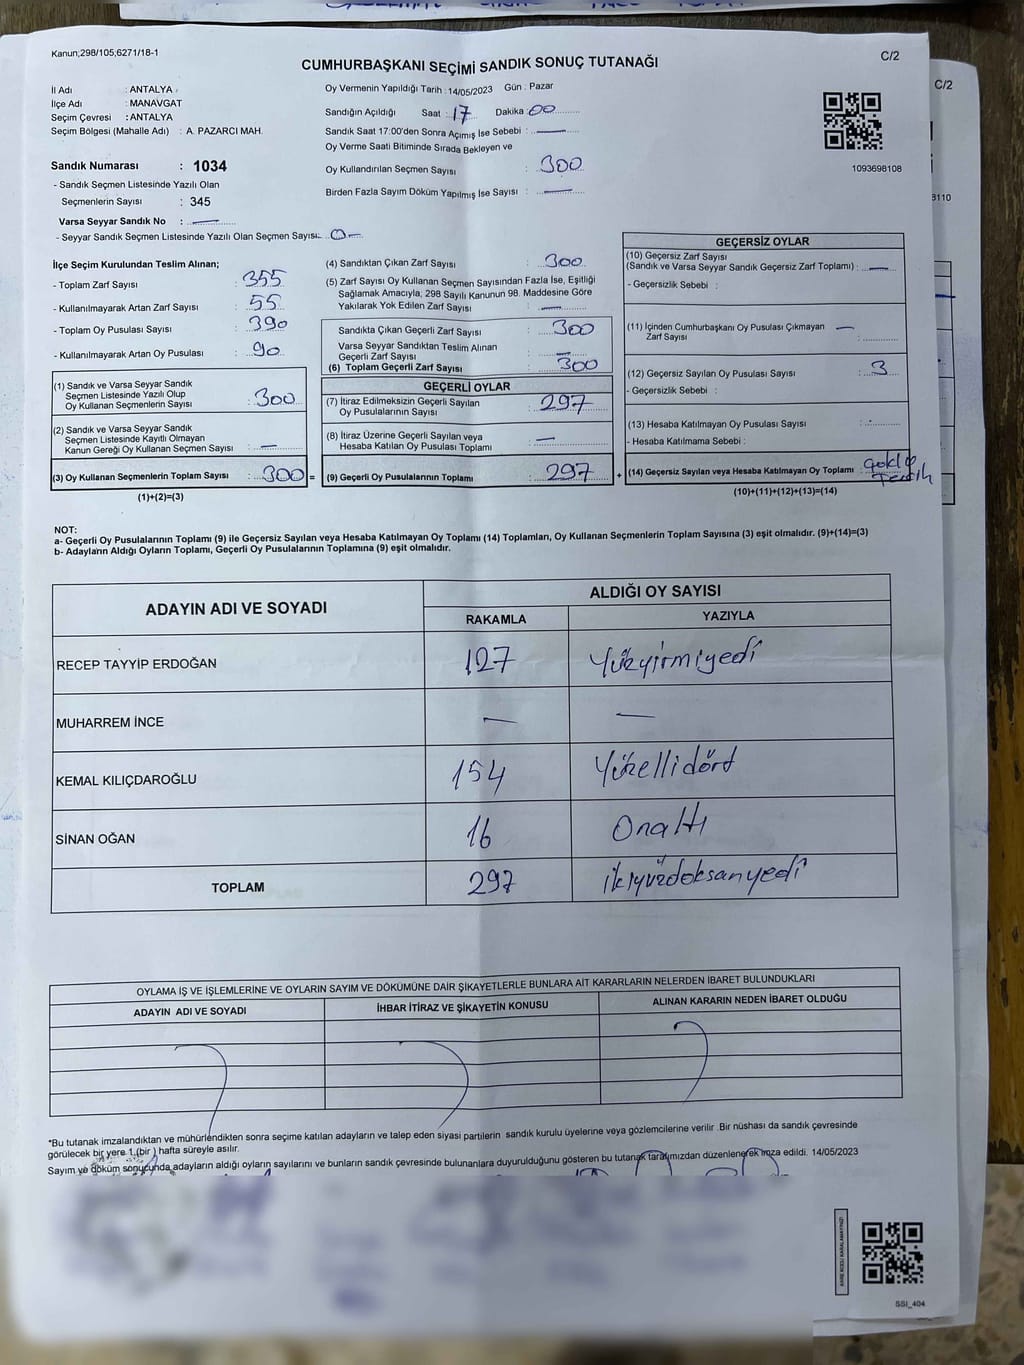 Kanun;298/105,6271/18-1
C/2
CUMHURBAŞKANI SEÇİMİ SANDIK SONUÇ TUTANAĞI
İl Adı : ANTALYA
İlçe Adı : MANAVGAT
Seçim Çevresi : ANTALYA
Seçim Bölgesi (Mahalle Adı) : A. PAZARCI MAH.
Sandık Numarası : 1034
- Sandık Seçmen Listesinde Yazılı Olan
Seçmenlerin Sayısı : 345
Varsa Seyyar Sandık No : —
- Seyyar Sandık Seçmen Listesinde Yazılı Olan Seçmen Sayısı: 0—
Oy Vermenin Yapıldığı Tarih : 14/05/2023 Gün : Pazar
Sandığın Açıldığı Saat : 17 Dakika : 00
Sandık Saat 17:00'den Sonra Açımış İse Sebebi : —
Oy Verme Saati Bitiminde Sırada Bekleyen ve
Oy Kullandırılan Seçmen Sayısı : 300
Birden Fazla Sayım Döküm Yapılmış İse Sayısı : —
1093698108
C/2
3110
İlçe Seçim Kurulundan Teslim Alınan;
- Toplam Zarf Sayısı : 355
- Kullanılmayarak Artan Zarf Sayısı : 55
- Toplam Oy Pusulası Sayısı : 390
- Kullanılmayarak Artan Oy Pusulası : 90
(1) Sandık ve Varsa Seyyar Sandık
Seçmen Listesinde Yazılı Olup
Oy Kullanan Seçmenlerin Sayısı : 300
(2) Sandık ve Varsa Seyyar Sandık
Seçmen Listesinde Kayıtlı Olmayan
Kanun Gereği Oy Kullanan Seçmen Sayısı : —
(3) Oy Kullanan Seçmenlerin Toplam Sayısı : 300 =
(1)+(2)=(3)
(4) Sandıktan Çıkan Zarf Sayısı : 300
(5) Zarf Sayısı Oy Kullanan Seçmen Sayısından Fazla İse, Eşitliği
Sağlamak Amacıyla, 298 Sayılı Kanunun 98. Maddesine Göre
Yakılarak Yok Edilen Zarf Sayısı : —
Sandıkta Çıkan Geçerli Zarf Sayısı : 300
Varsa Seyyar Sandıktan Teslim Alınan
Geçerli Zarf Sayısı : —
(6) Toplam Geçerli Zarf Sayısı : 300
GEÇERLİ OYLAR
(7) İtiraz Edilmeksizin Geçerli Sayılan
Oy Pusulalarının Sayısı : 297
(8) İtiraz Üzerine Geçerli Sayılan veya
Hesaba Katılan Oy Pusulası Toplamı : —
(9) Geçerli Oy Pusulalarının Toplamı : 297 +
GEÇERSİZ OYLAR
(10) Geçersiz Zarf Sayısı
(Sandık ve Varsa Seyyar Sandık Geçersiz Zarf Toplamı) : —
- Geçersizlik Sebebi :
(11) İçinden Cumhurbaşkanı Oy Pusulası Çıkmayan —
Zarf Sayısı :
(12) Geçersiz Sayılan Oy Pusulası Sayısı : 3
- Geçersizlik Sebebi :
(13) Hesaba Katılmayan Oy Pusulası Sayısı :
- Hesaba Katılmama Sebebi :
(14) Geçersiz Sayılan veya Hesaba Katılmayan Oy Toplamı :
(10)+(11)+(12)+(13)=(14)
NOT:
a- Geçerli Oy Pusulalarının Toplamı (9) ile Geçersiz Sayılan veya Hesaba Katılmayan Oy Toplamı (14) Toplamları, Oy Kullanan Seçmenlerin Toplam Sayısına (3) eşit olmalıdır. (9)+(14)=(3)
b- Adayların Aldığı Oyların Toplamı, Geçerli Oy Pusulalarının Toplamına (9) eşit olmalıdır.
ADAYIN ADI VE SOYADI
ALDIĞI OY SAYISI
RAKAMLA YAZIYLA
RECEP TAYYİP ERDOĞAN 127 Yüzyirmiyedi
MUHARREM İNCE — —
KEMAL KILIÇDAROĞLU 154 Yüzellidört
SİNAN OĞAN 16 Onaltı
TOPLAM 297 ikiyüzdoksanyedi
OYLAMA İŞ VE İŞLEMLERİNE VE OYLARIN SAYIM VE DÖKÜMÜNE DAİR ŞİKAYETLERLE BUNLARA AİT KARARLARIN NELERDEN İBARET BULUNDUKLARI
ADAYIN ADI VE SOYADI İHBAR İTİRAZ VE ŞİKAYETİN KONUSU ALINAN KARARIN NEDEN İBARET OLDUĞU
*Bu tutanak imzalandıktan ve mühürlendikten sonra seçime katılan adayların ve talep eden siyasi partilerin sandık kurulu üyelerine veya gözlemcilerine verilir .Bir nüshası da sandık çevresinde
görülecek bir yere 1 (bir ) hafta süreyle asılır.
Sayım ve döküm sonucunda adayların aldığı oyların sayılarını ve bunların sandık çevresinde bulunanlara duyurulduğunu gösteren bu tutanak tarafımızdan düzenlenerek imza edildi. 14/05/2023
SSI_404